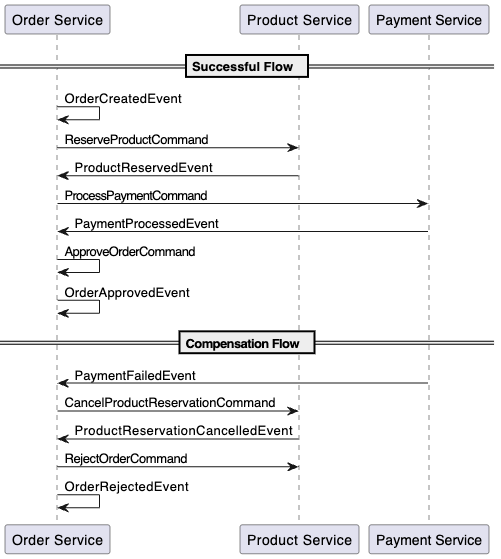 Order Service Product Service Payment Service
Successful Flow
OrderCreatedEvent
ReserveProductCommand
ProductReservedEvent
ProcessPaymentCommand
PaymentProcessedEvent
ApproveOrderCommand
OrderApprovedEvent
Compensation Flow
PaymentFailedEvent
CancelProductReservationCommand
ProductReservationCancelledEvent
RejectOrderCommand
OrderRejectedEvent
Order Service Product Service Payment Service